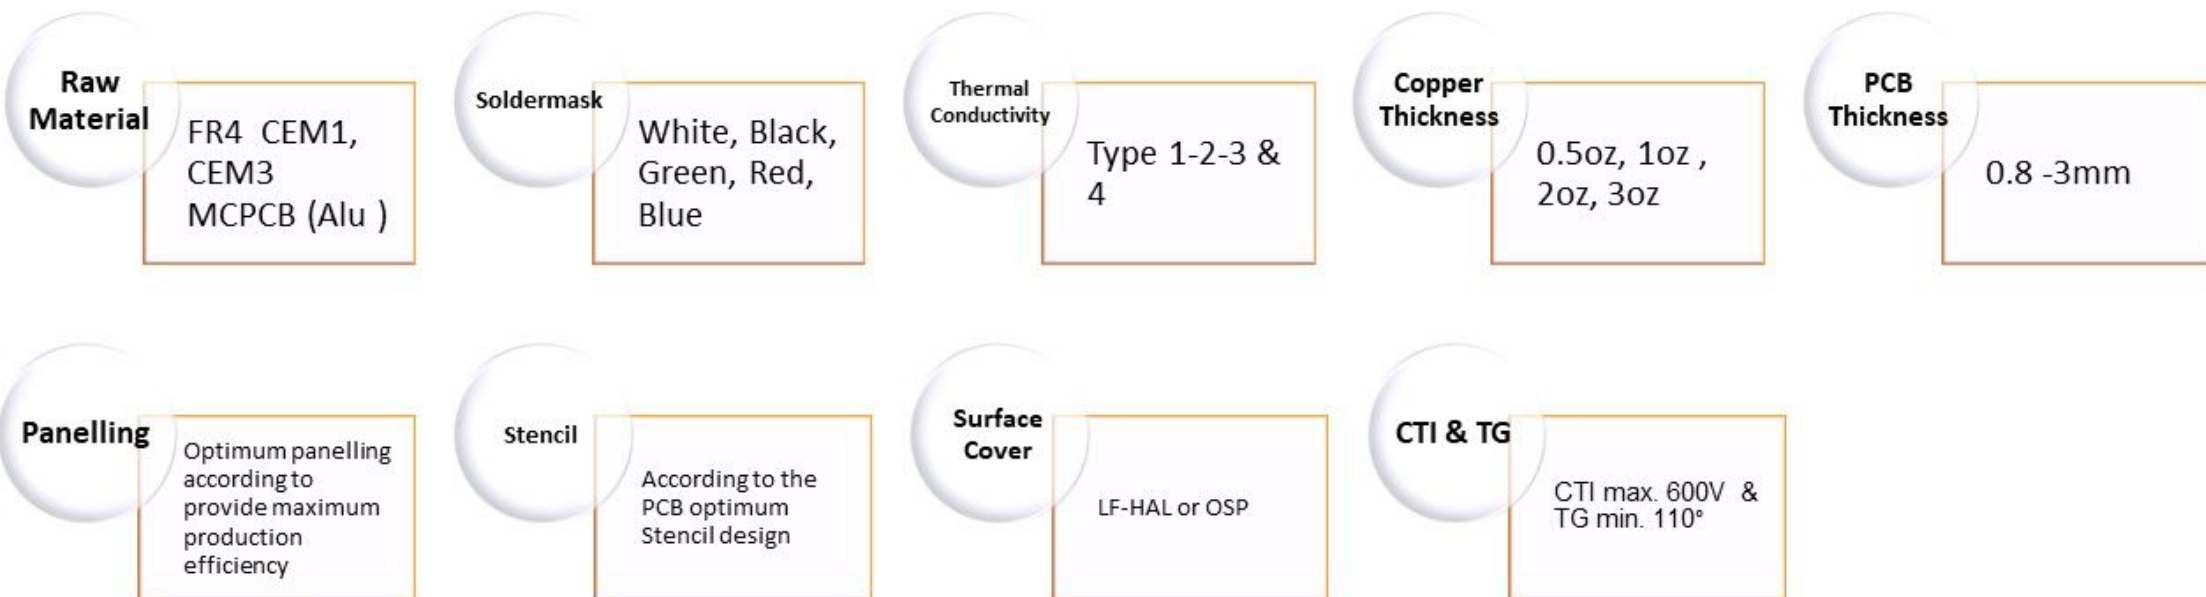 Raw
Material
FR4 CEM1,
CEM3
MCPCB (Alu )
Soldermask
White, Black,
Green, Red,
Blue
Thermal
Conductivity
Type 1-2-3 &
4
Copper
Thickness
0.5oz, 1oz ,
2oz, 3oz
PCB
Thickness
0.8 -3mm
Panelling
Optimum panelling
according to
provide maximum
production
efficiency
Stencil
According to the
PCB optimum
Stencil design
Surface
Cover
LF-HAL or OSP
CTI & TG
CTI max. 600V &
TG min. 110°